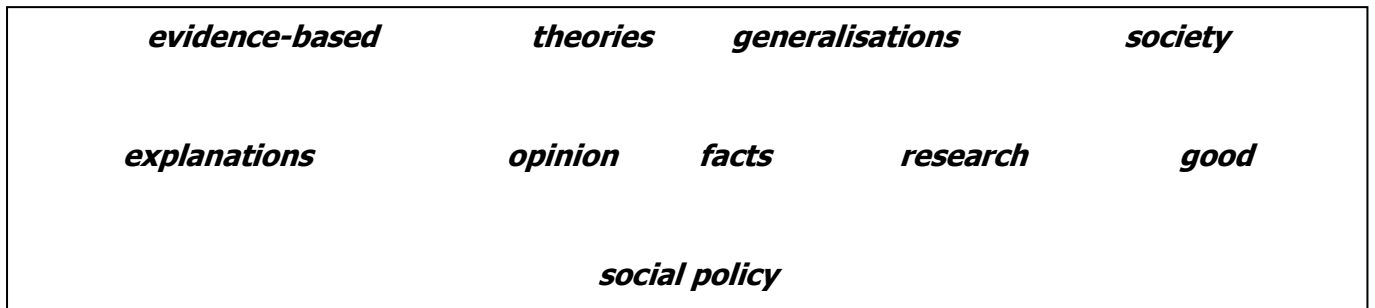 evidence-based theories generalisations society
explanations opinion facts research good
social policy